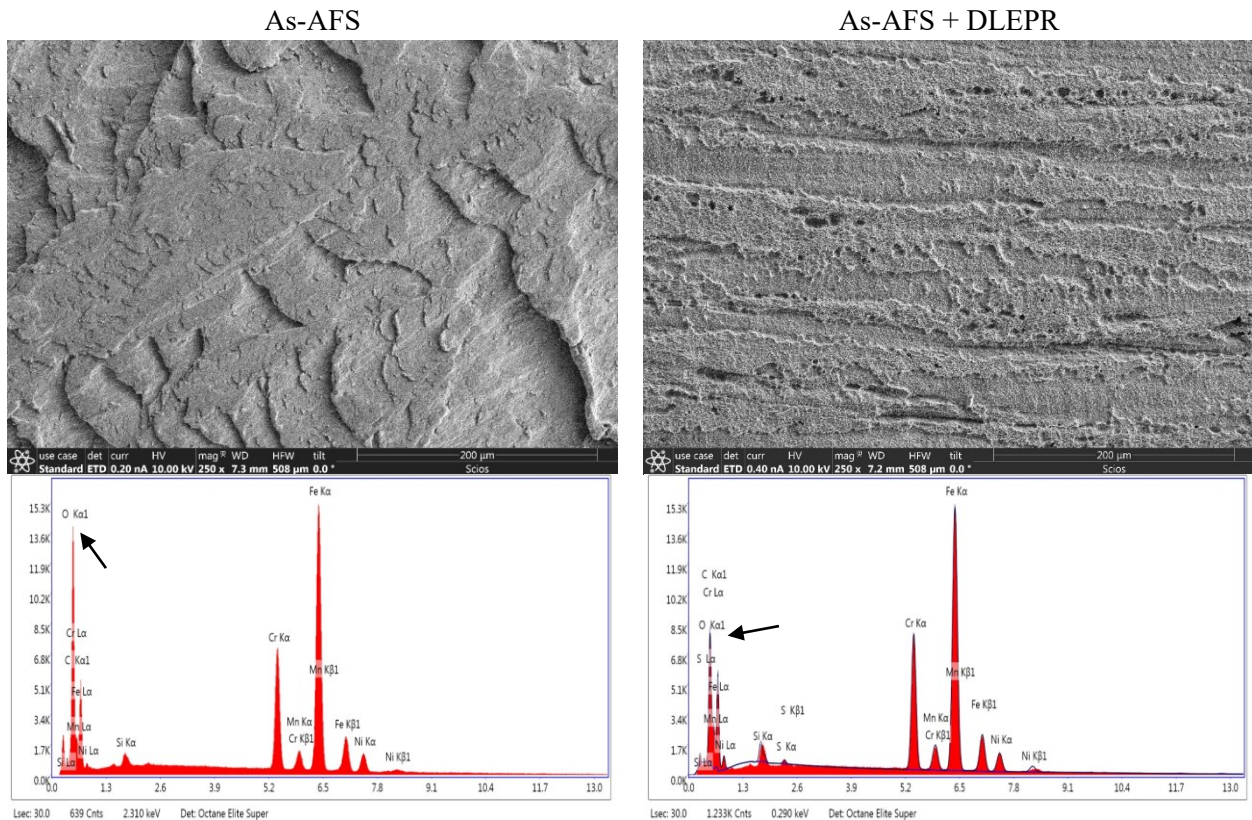 As-AFS
As-AFS + DLEPR
use case det curr HV mag WD HFW tilt
Standard ETD 0.20 nA 10.00 kV 250 x 7.3 mm 508 µm 0.0 °
200 µm
Scios
use case det curr HV mag WD HFW tilt
Standard ETD 0.40 nA 10.00 kV 250 x 7.2 mm 508 µm 0.0 °
200 µm
Scios
15.3K
13.6K
11.9K
10.2K
8.5K
6.8K
5.1K
3.4K
1.7K
0.0K
O Kα1
Cr Lα
C Kα1
Fe Lα
Mn Lα
Ni Lα
Si Lα
Si Kα
Cr Kα
Mn Kα
Cr Kβ1
Fe Kα
Mn Kβ1
Fe Kβ1
Ni Kα
Ni Kβ1
0.0 1.3 2.6 3.9 5.2 6.5 7.8 9.1 10.4 11.7 13.0
Lsec: 30.0 639 Cnts 2.310 keV Det: Octane Elite Super
15.3K
13.6K
11.9K
10.2K
8.5K
6.8K
5.1K
3.4K
1.7K
0.0K
C Kα1
Cr Lα
O Kα1
S Lα
Fe Lα
Mn Lα
Ni Lα
Si Lα
Si Kα
S Kβ1
S Kα
Cr Kα
Mn Kα
Cr Kβ1
Fe Kα
Mn Kβ1
Fe Kβ1
Ni Kα
Ni Kβ1
0.0 1.3 2.6 3.9 5.2 6.5 7.8 9.1 10.4 11.7 13.0
Lsec: 30.0 1.233K Cnts 0.290 keV Det: Octane Elite Super